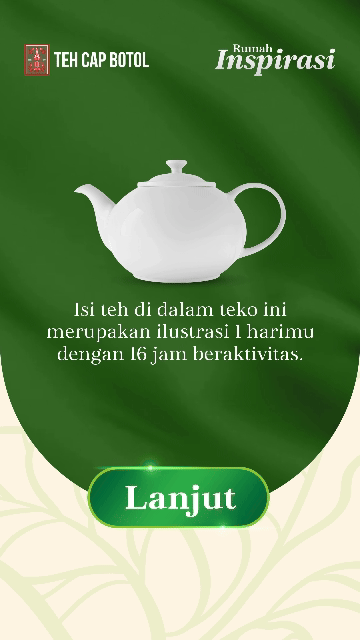 TEH CAP BOTOL
Rumah
Inspirasi
Isi teh di dalam teko ini
merupakan ilustrasi 1 harimu
dengan 16 jam beraktivitas.
Lanjut